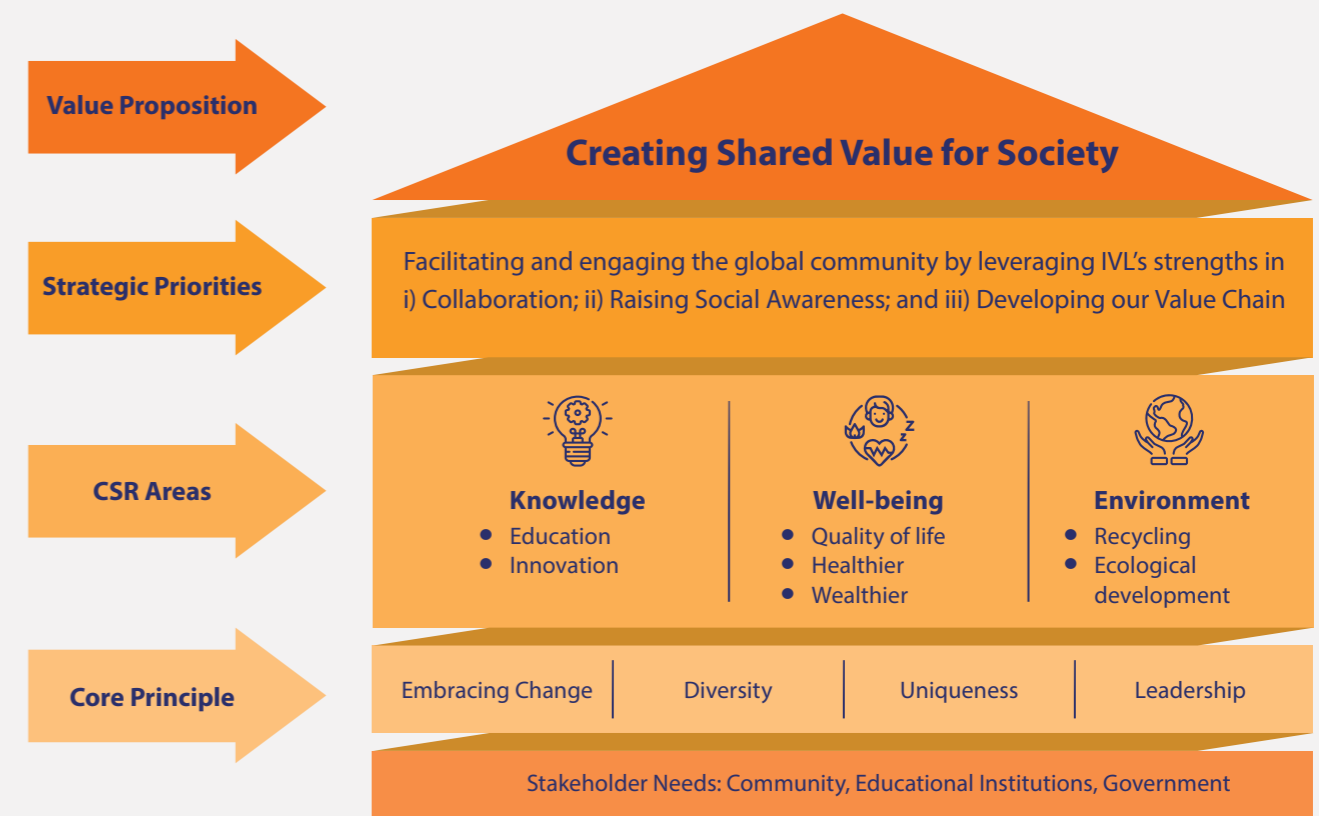 Value Proposition
Creating Shared Value for Society
Strategic Priorities
Facilitating and engaging the global community by leveraging IVL's strengths in
i) Collaboration; ii) Raising Social Awareness; and iii) Developing our Value Chain
CSR Areas
Knowledge
• Education
• Innovation
z
z
Well-being
• Quality of life
• Healthier
• Wealthier
Environment
• Recycling
• Ecological
development
Core Principle
Embracing Change
Diversity
Uniqueness
Leadership
Stakeholder Needs: Community, Educational Institutions, Government